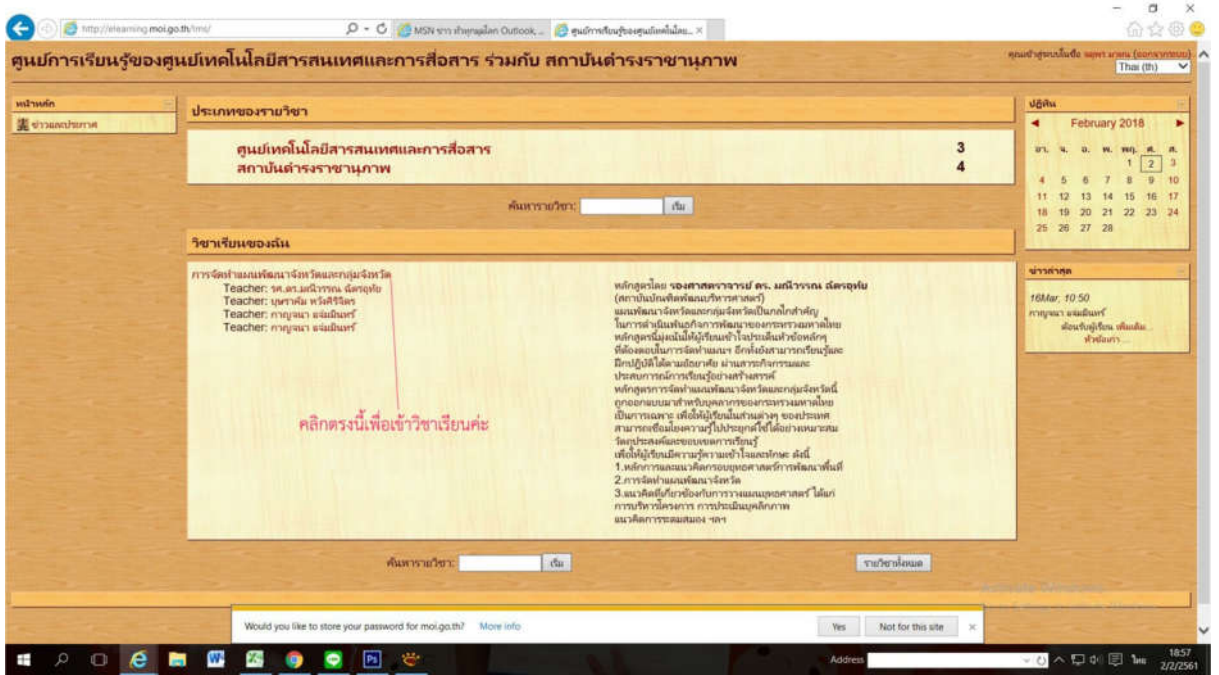 http://elearning.moi.go.th/lms/
MSN ข่าว เข้าหน้าสู่โลก Outlook, ...
ศูนย์การเรียนรู้ของศูนย์เทคโนโลย...
ศูนย์การเรียนรู้ของศูนย์เทคโนโลยีสารสนเทศและการสื่อสาร ร่วมกับ สถาบันดำรงราชานุภาพ
คุณเข้าสู่ระบบในชื่อ (ออกจากระบบ)
Thai (th)
หน้าหลัก
ข่าวและประกาศ
ประเภทของรายวิชา
ศูนย์เทคโนโลยีสารสนเทศและการสื่อสาร 3
สถาบันดำรงราชานุภาพ 4
ค้นหารายวิชา: เริ่ม
วิชาเรียนของฉัน
การจัดทำแผนพัฒนาจังหวัดและกลุ่มจังหวัด
Teacher: รศ.ดร.มณีวรรณ ฉัตรอุทัย
Teacher: บุษราคัม หวังศิริจิตร
Teacher: กาญจนา แจ่มมินทร์
Teacher: กาญจนา แจ่มมินทร์
คลิกตรงนี้เพื่อเข้าวิชาเรียนค่ะ
หลักสูตรโดย รองศาสตราจารย์ ดร. มณีวรรณ ฉัตรอุทัย
(สถาบันบัณฑิตพัฒนบริหารศาสตร์)
แผนพัฒนาจังหวัดและกลุ่มจังหวัดเป็นกลไกสำคัญ
ในการดำเนินพันธกิจการพัฒนาของกระทรวงมหาดไทย
หลักสูตรนี้มุ่งเน้นให้ผู้เรียนเข้าใจประเด็นหัวข้อหลักๆ
ที่ต้องตอบในการจัดทำแผนฯ อีกทั้งยังสามารถเรียนรู้และ
ฝึกปฏิบัติได้ตามอัธยาศัย ผ่านสาระกิจกรรมและ
ประสบการณ์การเรียนรู้อย่างสร้างสรรค์
หลักสูตรการจัดทำแผนพัฒนาจังหวัดและกลุ่มจังหวัดนี้
ถูกออกแบบมาสำหรับบุคลากรของกระทรวงมหาดไทย
เป็นการเฉพาะ เพื่อให้ผู้เรียนในส่วนต่างๆ ของประเทศ
สามารถเชื่อมโยงความรู้ไปประยุกต์ใช้ได้อย่างเหมาะสม
วัตถุประสงค์และขอบเขตการเรียนรู้
เพื่อให้ผู้เรียนมีความรู้ความเข้าใจและทักษะ ดังนี้
1.หลักการและแนวคิดกรอบยุทธศาสตร์การพัฒนาพื้นที่
2.การจัดทำแผนพัฒนาจังหวัด
3.แนวคิดที่เกี่ยวข้องกับการวางแผนยุทธศาสตร์ ได้แก่
การบริหารโครงการ การประเมินบุคลิกภาพ
แนวคิดการระดมสมอง ฯลฯ
ค้นหารายวิชา: เริ่ม
รายวิชาทั้งหมด
ปฏิทิน
February 2018
อา. จ. อ. พ. พฤ. ศ. ส.
1 2 3
4 5 6 7 8 9 10
11 12 13 14 15 16 17
18 19 20 21 22 23 24
25 26 27 28
ข่าวล่าสุด
16Mar, 10:50
กาญจนา แจ่มมินทร์
ต้อนรับผู้เรียน เพิ่มเติม...
หัวข้อเก่า ...
Would you like to store your password for moi.go.th? More info
Yes
Not for this site
Address
ไทย
18:57
2/2/2561